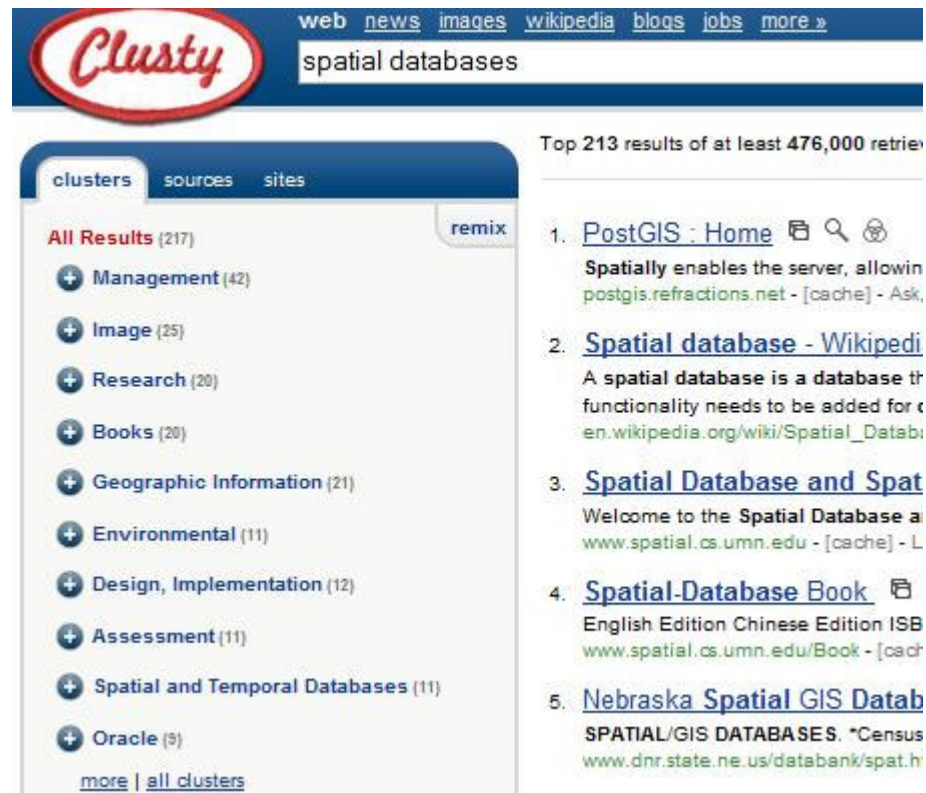 Clusty
web news images wikipedia blogs jobs more »
spatial databases
clusters sources sites
remix
All Results (217)
Management (42)
Image (25)
Research (20)
Books (20)
Geographic Information (21)
Environmental (11)
Design, Implementation (12)
Assessment (11)
Spatial and Temporal Databases (11)
Oracle (9)
more | all clusters
Top 213 results of at least 476,000 retrie
1. PostGIS : Home
Spatially enables the server, allowin
postgis.refractions.net - [cache] - Ask,
2. Spatial database - Wikipedi
A spatial database is a database th
functionality needs to be added for
en.wikipedia.org/wiki/Spatial_Datab
3. Spatial Database and Spat
Welcome to the Spatial Database a
www.spatial.cs.umn.edu - [cache] - L
4. Spatial-Database Book
English Edition Chinese Edition ISB
www.spatial.cs.umn.edu/Book - [cach
5. Nebraska Spatial GIS Datab
SPATIAL/GIS DATABASES. *Census
www.dnr.state.ne.us/databank/spat.h